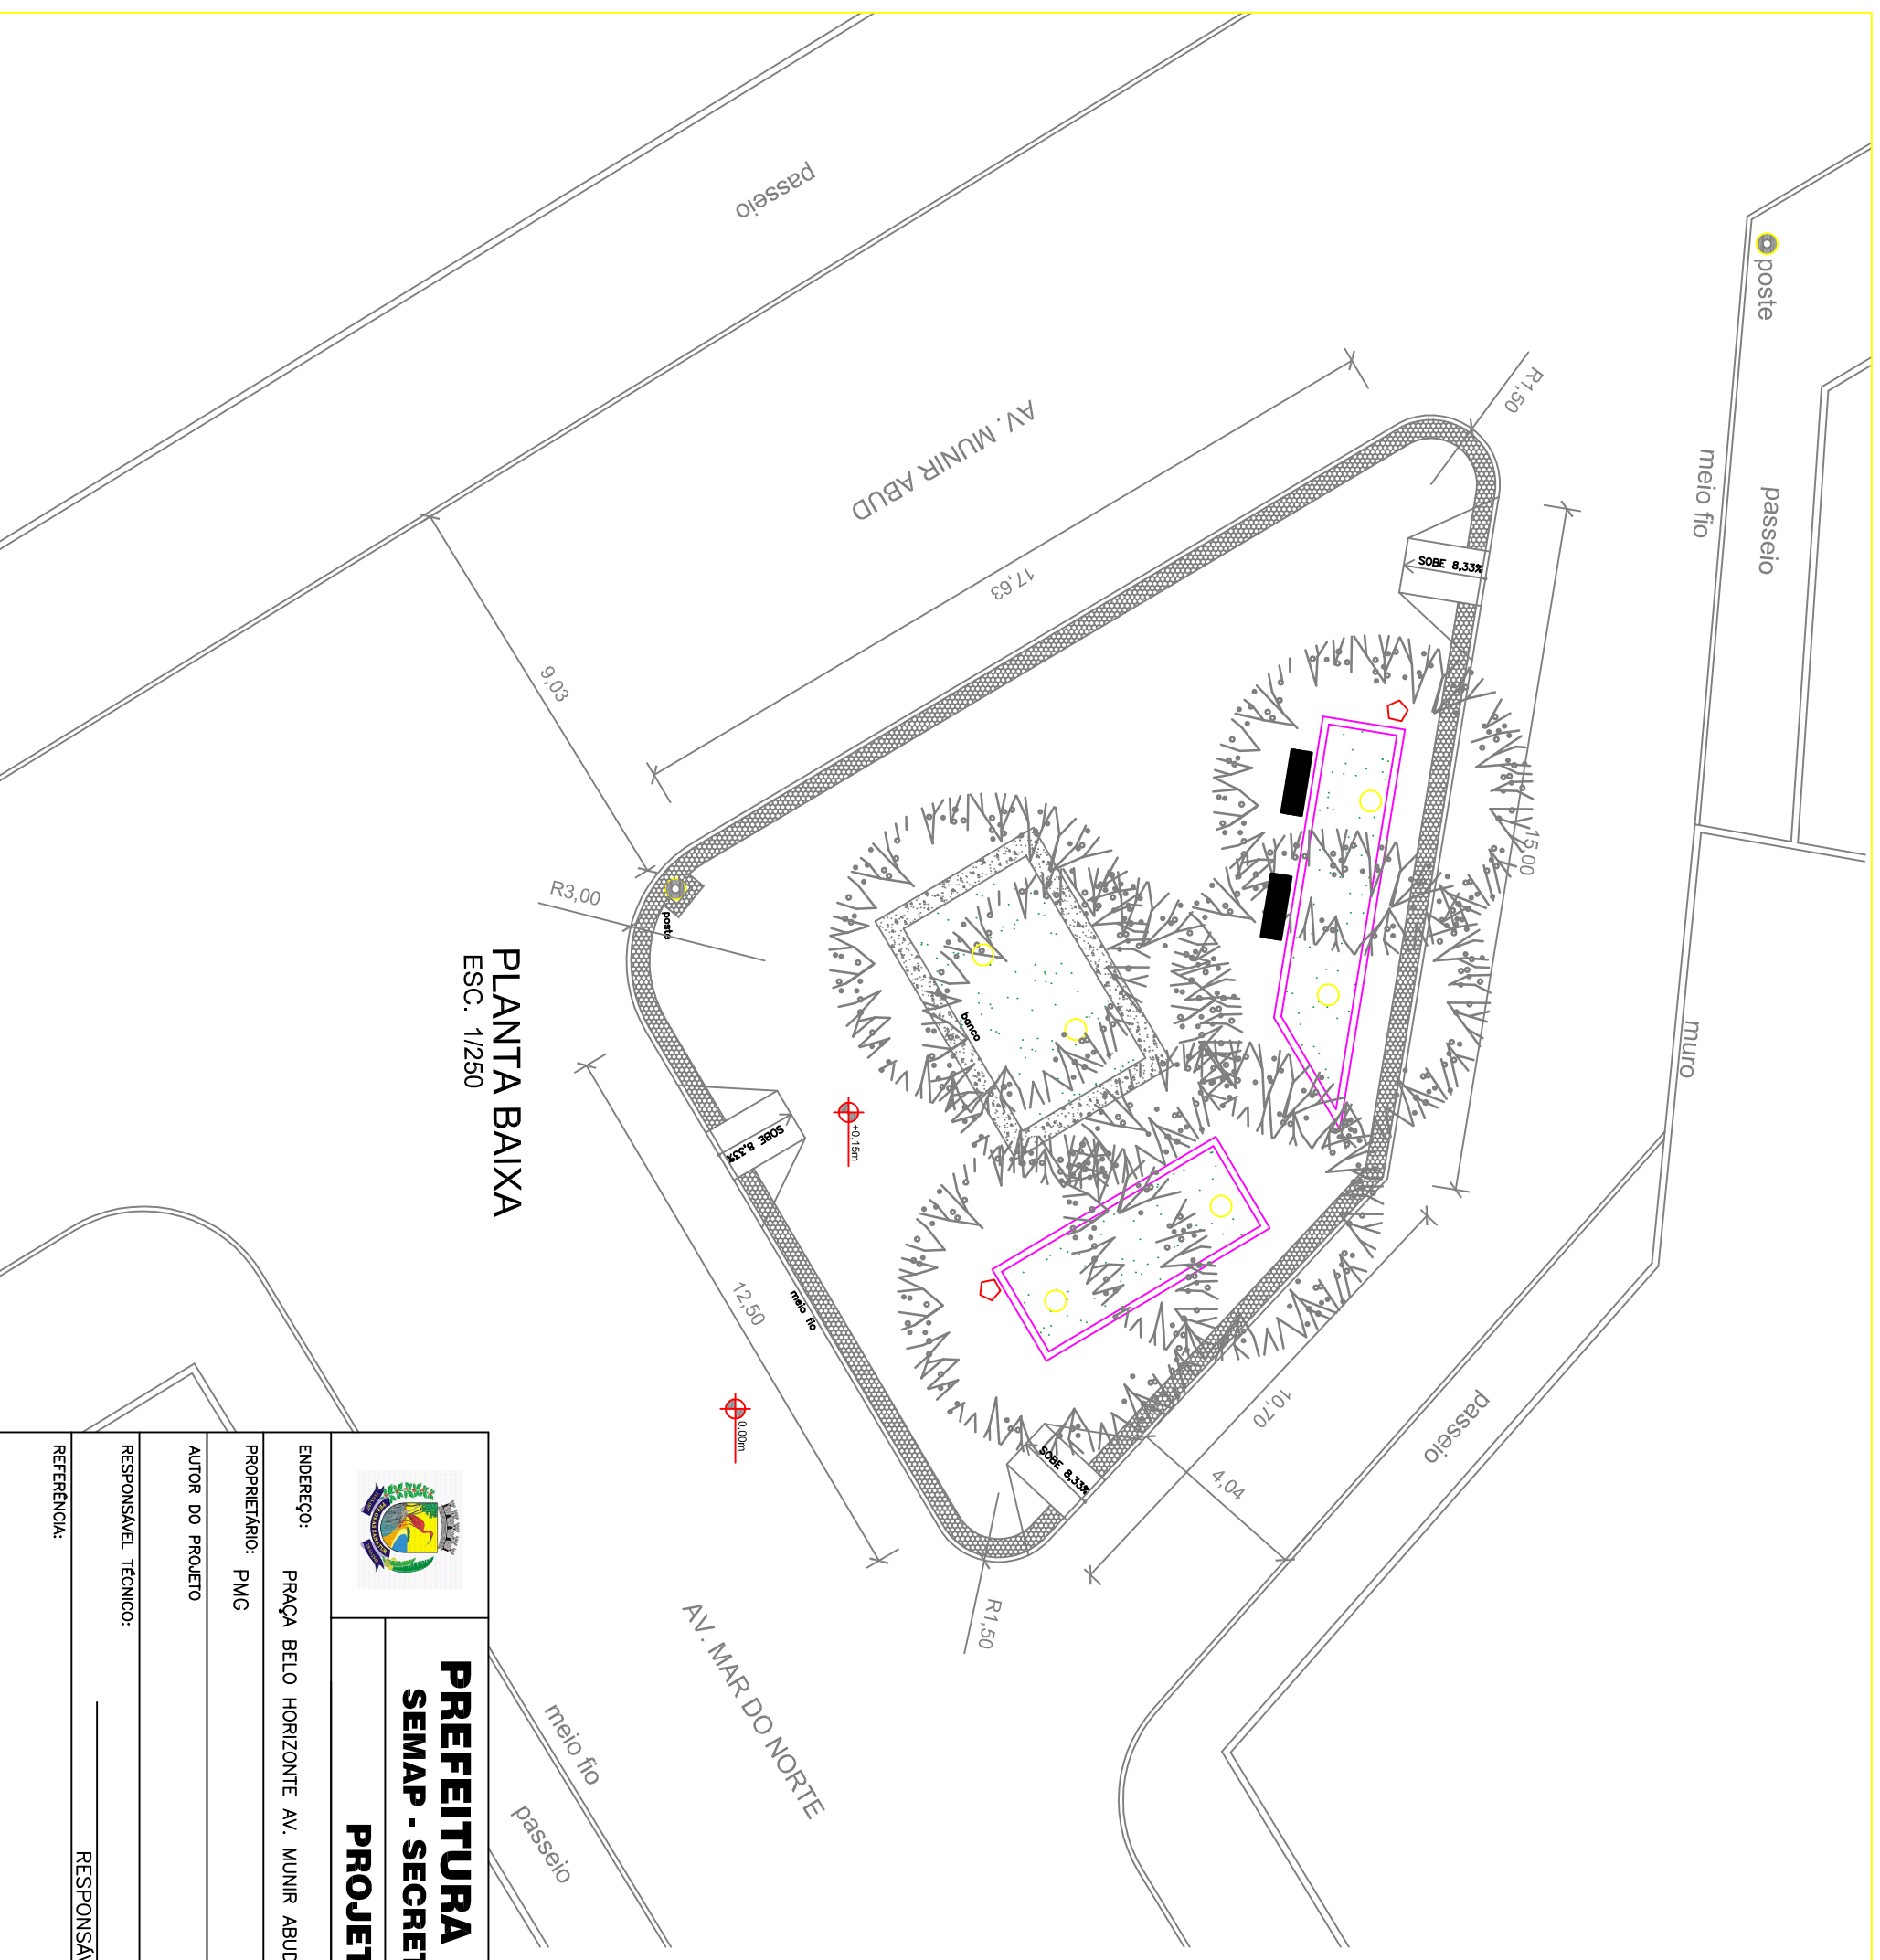 passeio
poste
meio fio
passeio
R1,50
AV. MUNIR ABUD
17,63
SOBE 8,33%
9,03
15,00
R3,00
poste
banco
muro
PLANTA BAIXA
ESC. 1/250
+0,15m
SOBE 8,33%
12,50
meio fio
0,00m
10,70
4,04
passeio
SOBE 8,33%
R1,50
AV. MAR DO NORTE
meio fio
passeio
PREFEITURA
SEMAP - SECRET
PROJET
ENDEREÇO:
PRAÇA BELO HORIZONTE AV. MUNIR ABUD
PROPRIETÁRIO: PMG
AUTOR DO PROJETO
RESPONSÁVEL TÉCNICO:
RESPONSÁV
REFERÊNCIA: